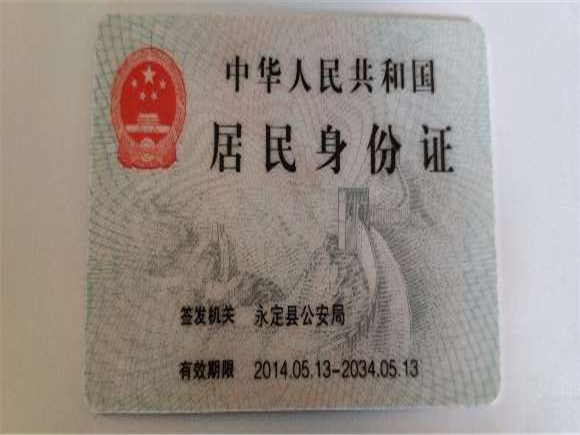 中华人民共和国
居民身份证
签发机关 永定县公安局
有效期限 2014.05.13-2034.05.13